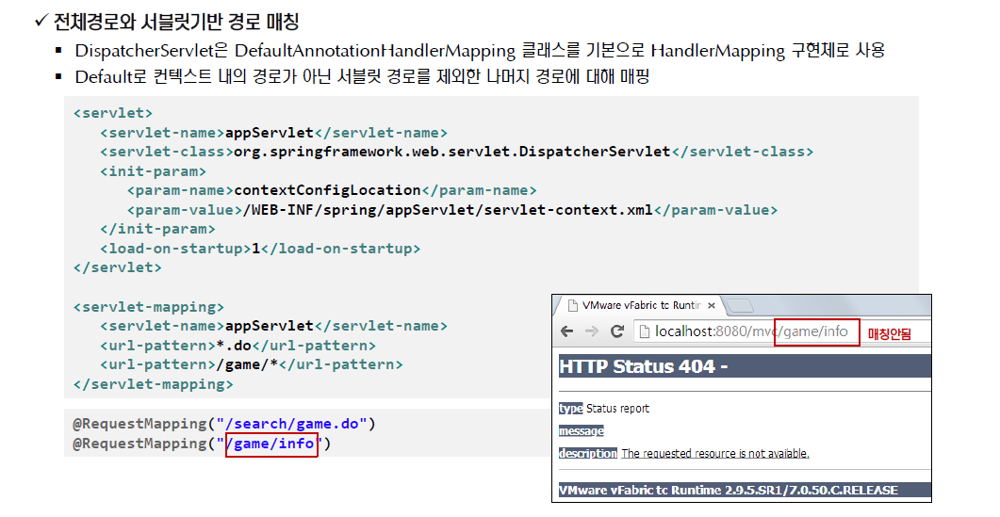 ✓ 전체경로와 서블릿기반 경로 매칭
▪ DispatcherServlet은 DefaultAnnotationHandlerMapping 클래스를 기본으로 HandlerMapping 구현체로 사용
▪ Default로 컨텍스트 내의 경로가 아닌 서블릿 경로를 제외한 나머지 경로에 대해 매핑
<servlet>
<servlet-name>appServlet</servlet-name>
<servlet-class>org.springframework.web.servlet.DispatcherServlet</servlet-class>
<init-param>
<param-name>contextConfigLocation</param-name>
<param-value>/WEB-INF/spring/appServlet/servlet-context.xml</param-value>
</init-param>
<load-on-startup>1</load-on-startup>
</servlet>
<servlet-mapping>
<servlet-name>appServlet</servlet-name>
<url-pattern>*.do</url-pattern>
<url-pattern>/game/*</url-pattern>
</servlet-mapping>
@RequestMapping("/search/game.do")
@RequestMapping("/game/info")
VMware vFabric tc Runtir
localhost:8080/mvc/game/info 매칭안됨
HTTP Status 404 -
type Status report
message
description The requested resource is not available.
VMware vFabric tc Runtime 2.9.5.SR1/7.0.50.C.RELEASE